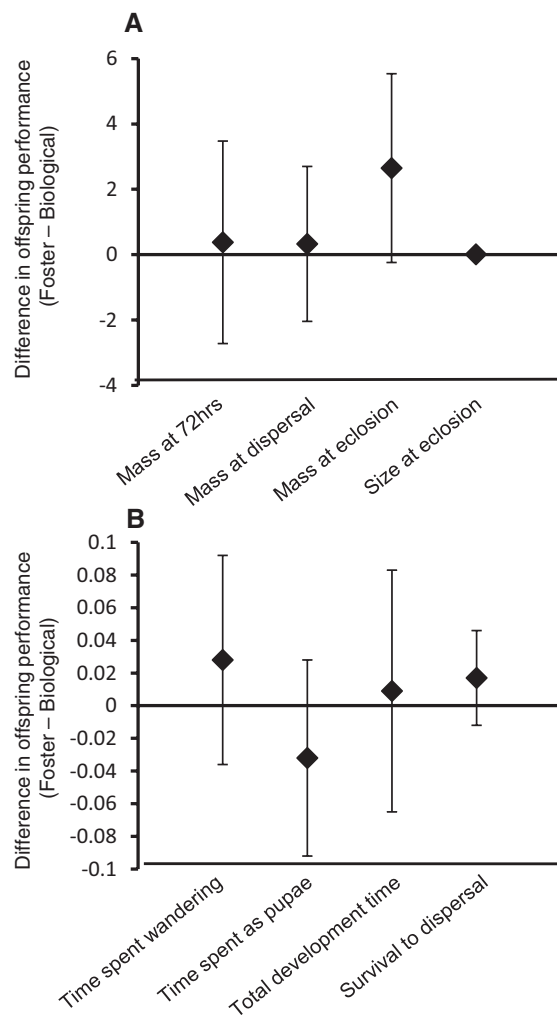 A
Difference in offspring performance
(Foster – Biological)
6
4
2
0
-2
-4
Mass at 72hrs
Mass at dispersal
Mass at eclosion
Size at eclosion
B
Difference in offspring performance
(Foster – Biological)
0.1
0.08
0.06
0.04
0.02
0
-0.02
-0.04
-0.06
-0.08
-0.1
Time spent wandering
Time spent as pupae
Total development time
Survival to dispersal